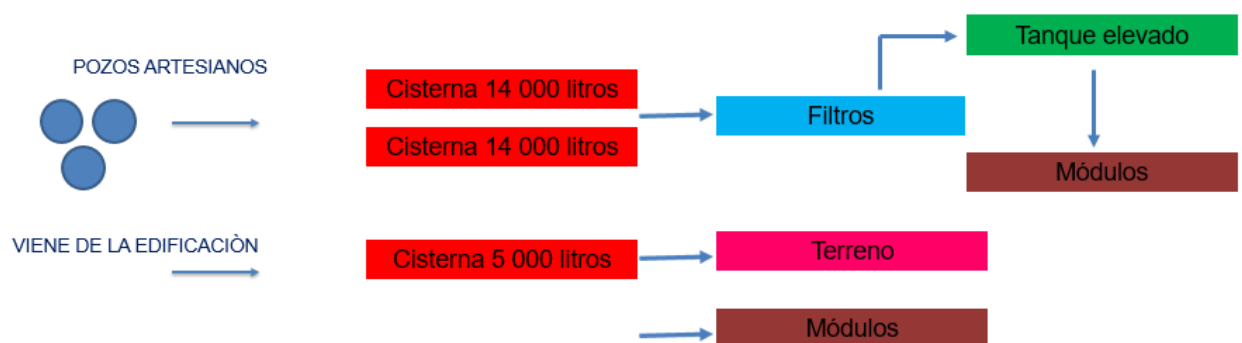 Tanque elevado
POZOS ARTESIANOS
Cisterna 14 000 litros
Filtros
Cisterna 14 000 litros
Módulos
VIENE DE LA EDIFICACIÒN
Cisterna 5 000 litros
Terreno
Módulos